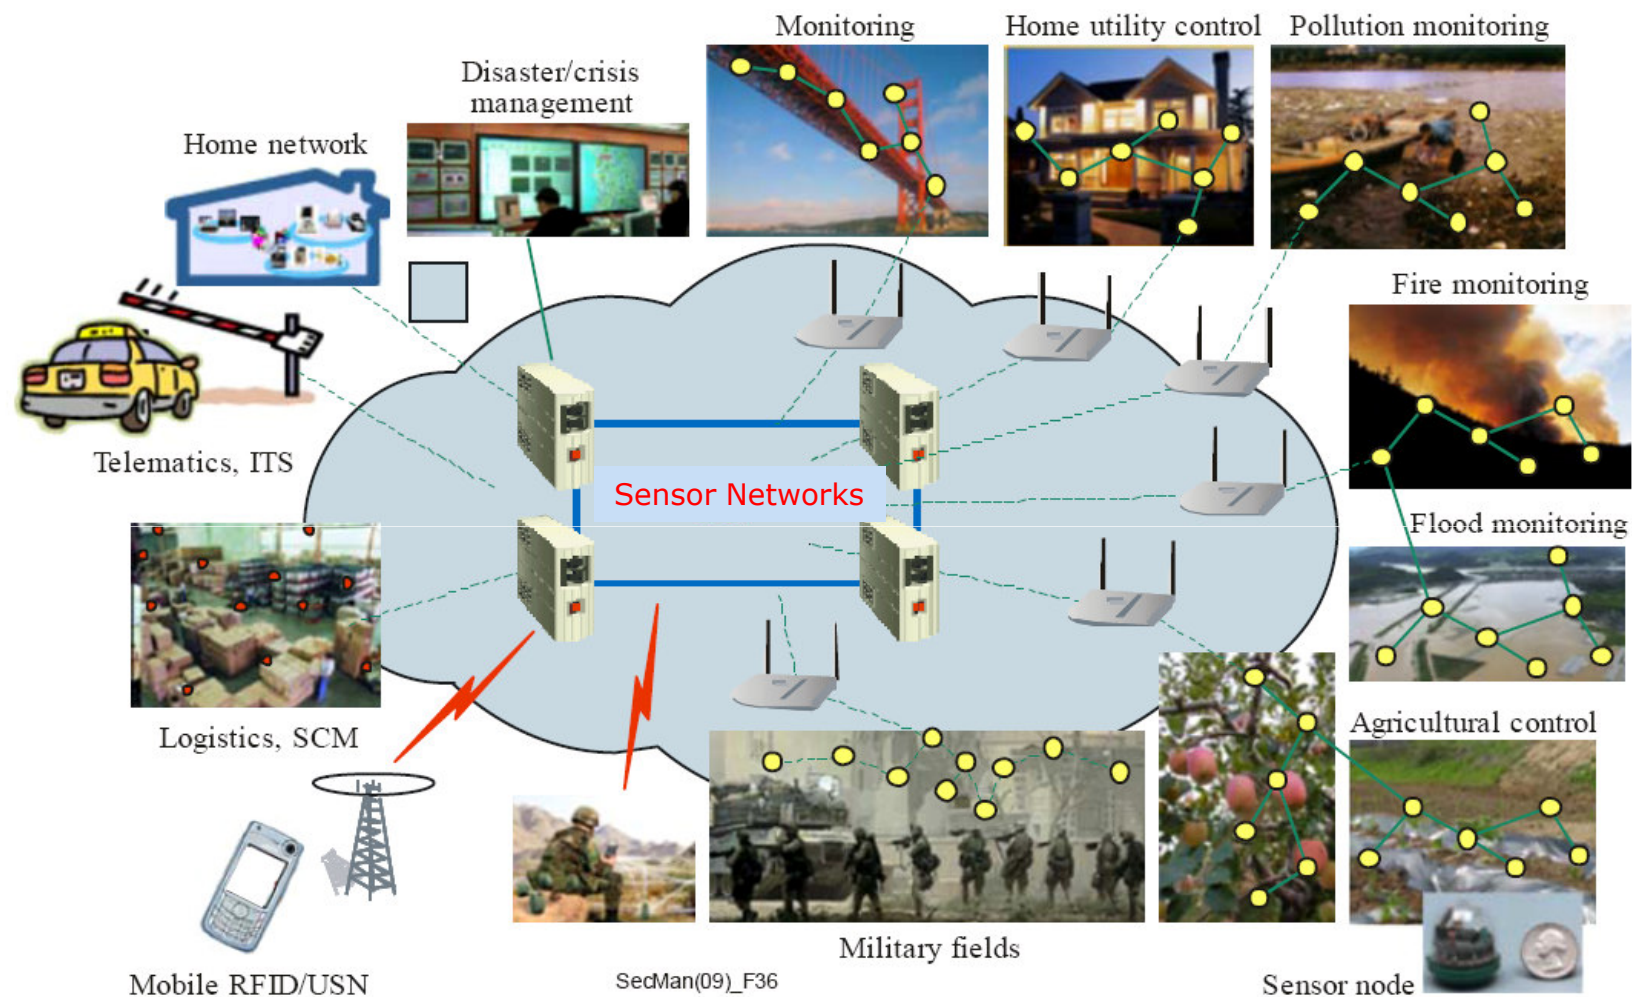 Monitoring
Home utility control
Pollution monitoring
Disaster/crisis
management
Home network
Fire monitoring
Telematics, ITS
Sensor Networks
Flood monitoring
Logistics, SCM
Agricultural control
Military fields
Mobile RFID/USN
SecMan(09)_F36
Sensor node